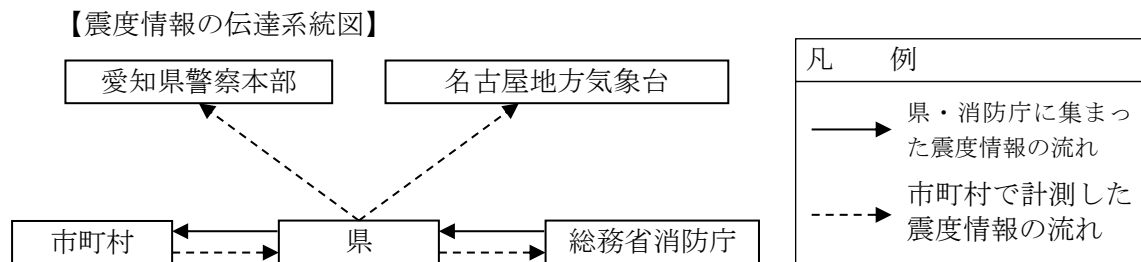 【震度情報の伝達系統図】
愛知県警察本部
名古屋地方気象台
市町村
県
総務省消防庁
凡 例
県・消防庁に集まっ
た震度情報の流れ
市町村で計測した
震度情報の流れ